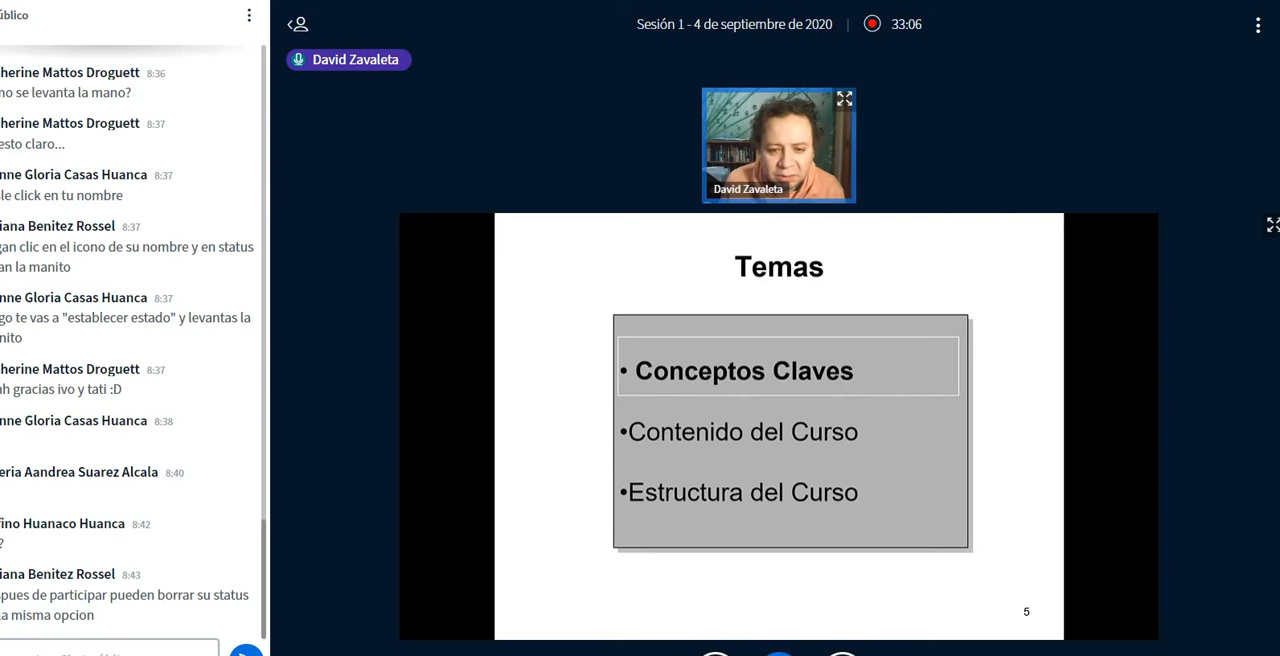 úblico
herine Mattos Droguett 8:36
no se levanta la mano?
herine Mattos Droguett 8:37
esto claro...
nne Gloria Casas Huanca 8:37
le click en tu nombre
iana Benitez Rossel 8:37
gan clic en el icono de su nombre y en status
an la manito
nne Gloria Casas Huanca 8:37
go te vas a "establecer estado" y levantas la
nito
herine Mattos Droguett 8:37
ah gracias ivo y tati :D
nne Gloria Casas Huanca 8:38
eria Aandrea Suarez Alcala 8:40
fino Huanaco Huanca 8:42
?
iana Benitez Rossel 8:43
spues de participar pueden borrar su status
la misma opcion
Sesión 1 - 4 de septiembre de 2020 | 33:06
David Zavaleta
David Zavaleta
Temas
• Conceptos Claves
•Contenido del Curso
•Estructura del Curso
5